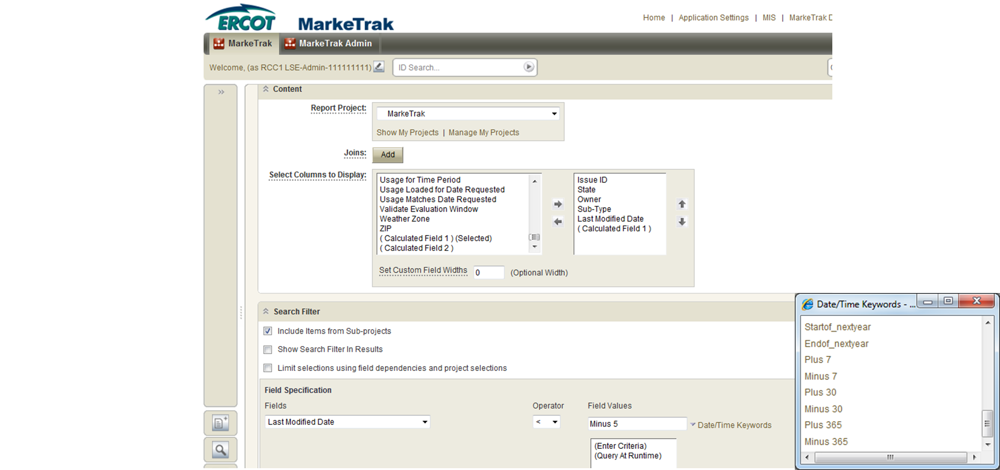 ERCOT MarkeTrak
Home | Application Settings | MIS | MarkeTrak D
MarkeTrak MarkeTrak Admin
Welcome, (as RCC1 LSE-Admin-111111111) ID Search...
Content
Report Project: MarkeTrak
Show My Projects | Manage My Projects
Joins: Add
Select Columns to Display:
Usage for Time Period
Usage Loaded for Date Requested
Usage Matches Date Requested
Validate Evaluation Window
Weather Zone
ZIP
( Calculated Field 1 ) (Selected)
( Calculated Field 2 )
Issue ID
State
Owner
Sub-Type
Last Modified Date
( Calculated Field 1 )
Set Custom Field Widths 0 (Optional Width)
Search Filter
Include Items from Sub-projects
Show Search Filter In Results
Limit selections using field dependencies and project selections
Field Specification
Fields Operator Field Values
Last Modified Date < Minus 5 Date/Time Keywords
(Enter Criteria)
(Query At Runtime)
Date/Time Keywords - ...
Startof_nextyear
Endof_nextyear
Plus 7
Minus 7
Plus 30
Minus 30
Plus 365
Minus 365